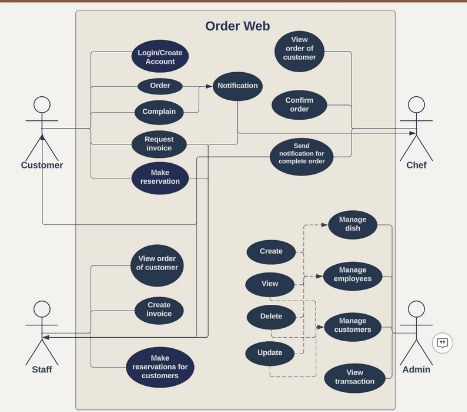 Order Web
Login/Create
Account
Order
Complain
Request
invoice
Make
reservation
Notification
View
order of
customer
Confirm
order
Send
notification for
complete order
Customer
Chef
View order
of customer
Create
invoice
Make
reservations for
customers
Create
View
Delete
Update
Manage
dish
Manage
employees
Manage
customers
View
transaction
Staff
Admin